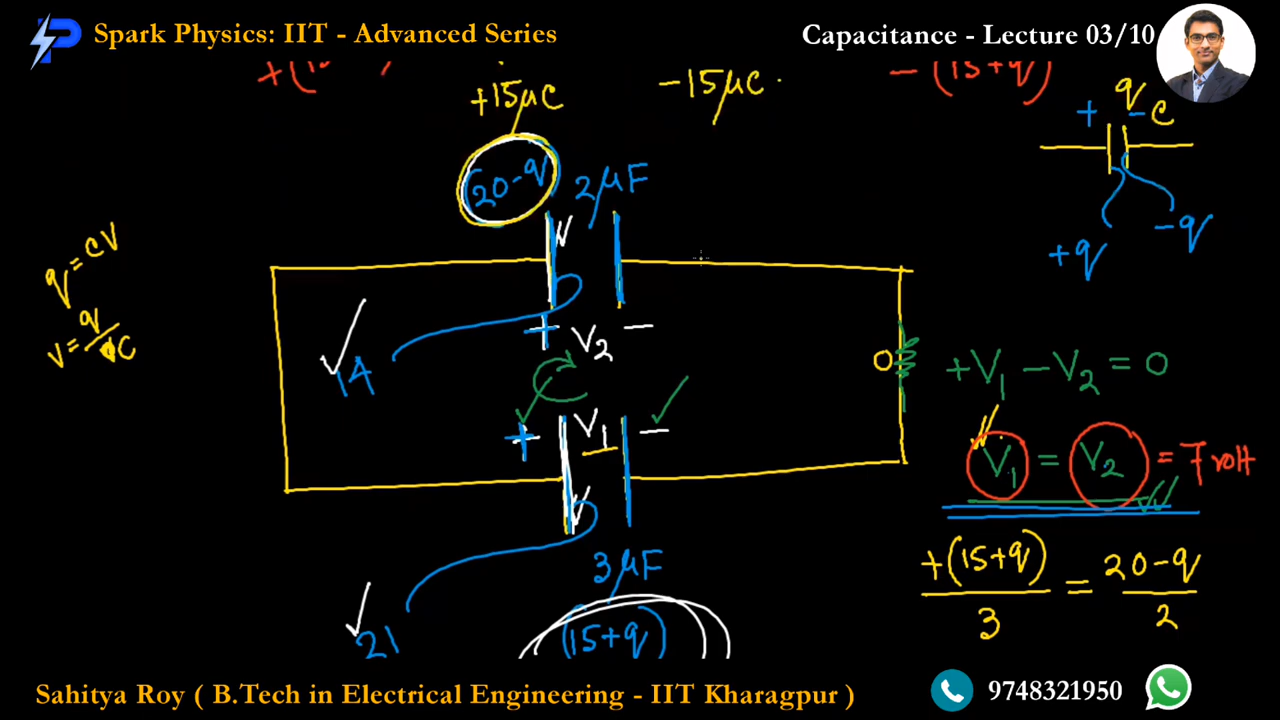 Spark Physics: IIT - Advanced Series
Capacitance - Lecture 03/10
+15μC
-15μC
- (15+q)
q
+ - C
(20-q)
2μF
+q
-q
q = CV
V = q/C
+ V₂ -
14
0
+V₁ - V₂ = 0
+ V₁ -
V₁ = V₂ = 7 volt
3μF
+(15+q)/3 = 20-q/2
21
(15+q)
Sahitya Roy ( B.Tech in Electrical Engineering - IIT Kharagpur )
9748321950